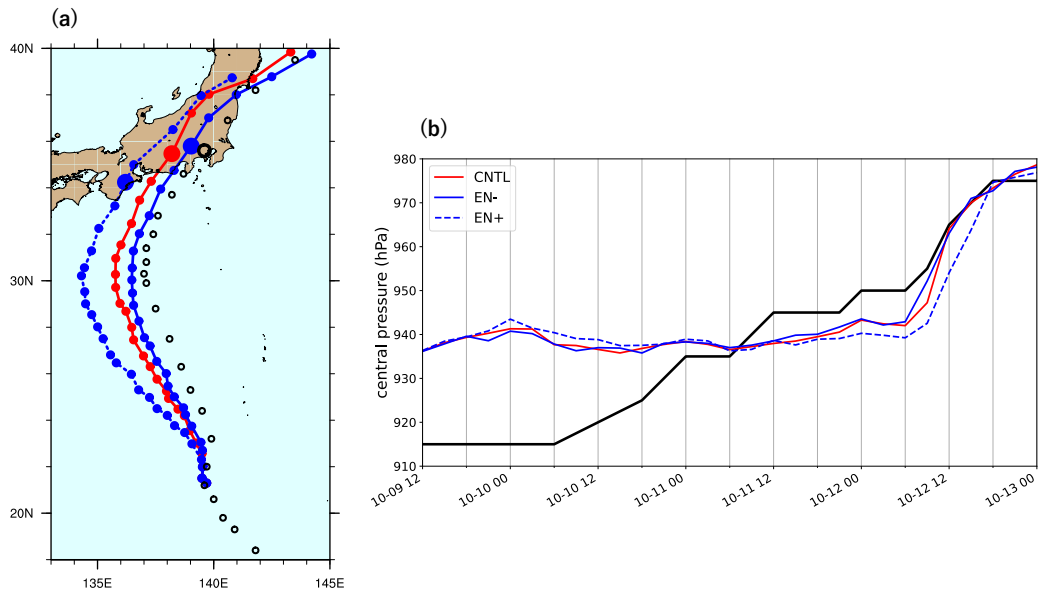 (a)
40N
30N
20N
135E
140E
145E
(b)
980
970
960
950
940
930
920
910
central pressure (hPa)
CNTL
EN-
EN+
10-09 12
10-10 00
10-10 12
10-11 00
10-11 12
10-12 00
10-12 12
10-13 00